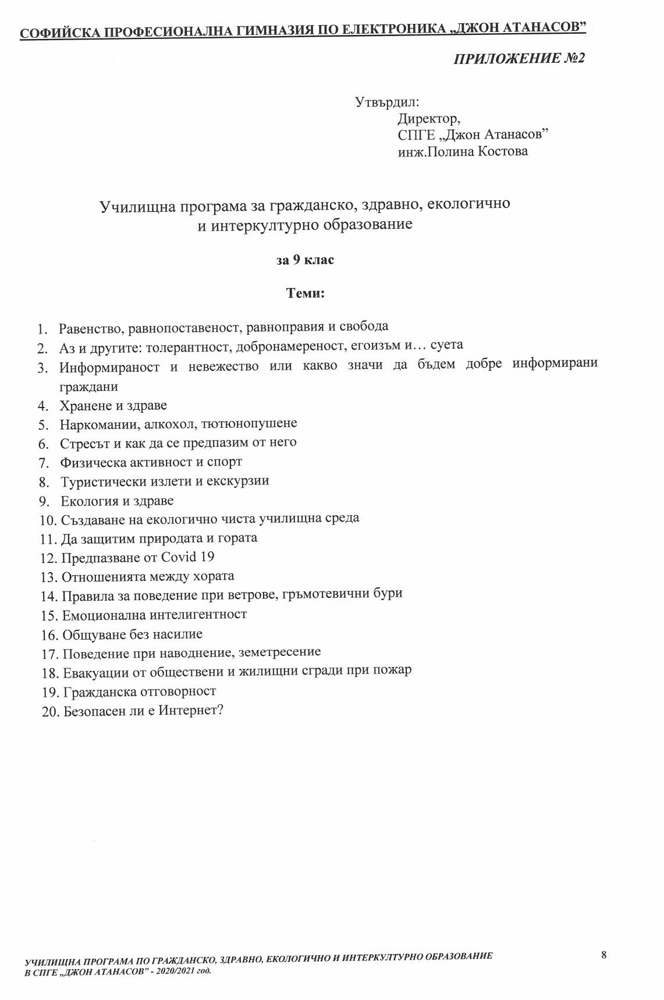 СОФИЙСКА ПРОФЕСИОНАЛНА ГИМНАЗИЯ ПО ЕЛЕКТРОНИКА „ДЖОН АТАНАСОВ”
ПРИЛОЖЕНИЕ №2
Утвърдил:
Директор,
СПГЕ „Джон Атанасов”
инж.Полина Костова
Училищна програма за гражданско, здравно, екологично
и интеркултурно образование
за 9 клас
Теми:
1. Равенство, равнопоставеност, равноправия и свобода
2. Аз и другите: толерантност, добронамереност, егоизъм и… суета
3. Информираност и невежество или какво значи да бъдем добре информирани
граждани
4. Хранене и здраве
5. Наркомании, алкохол, тютюнопушене
6. Стресът и как да се предпазим от него
7. Физическа активност и спорт
8. Туристически излети и екскурзии
9. Екология и здраве
10. Създаване на екологично чиста училищна среда
11. Да защитим природата и гората
12. Предпазване от Covid 19
13. Отношенията между хората
14. Правила за поведение при ветрове, гръмотевични бури
15. Емоционална интелигентност
16. Общуване без насилие
17. Поведение при наводнение, земетресение
18. Евакуации от обществени и жилищни сгради при пожар
19. Гражданска отговорност
20. Безопасен ли е Интернет?
УЧИЛИЩНА ПРОГРАМА ПО ГРАЖДАНСКО, ЗДРАВНО, ЕКОЛОГИЧНО И ИНТЕРКУЛТУРНО ОБРАЗОВАНИЕ 8
В СПГЕ „ДЖОН АТАНАСОВ” - 2020/2021 год.